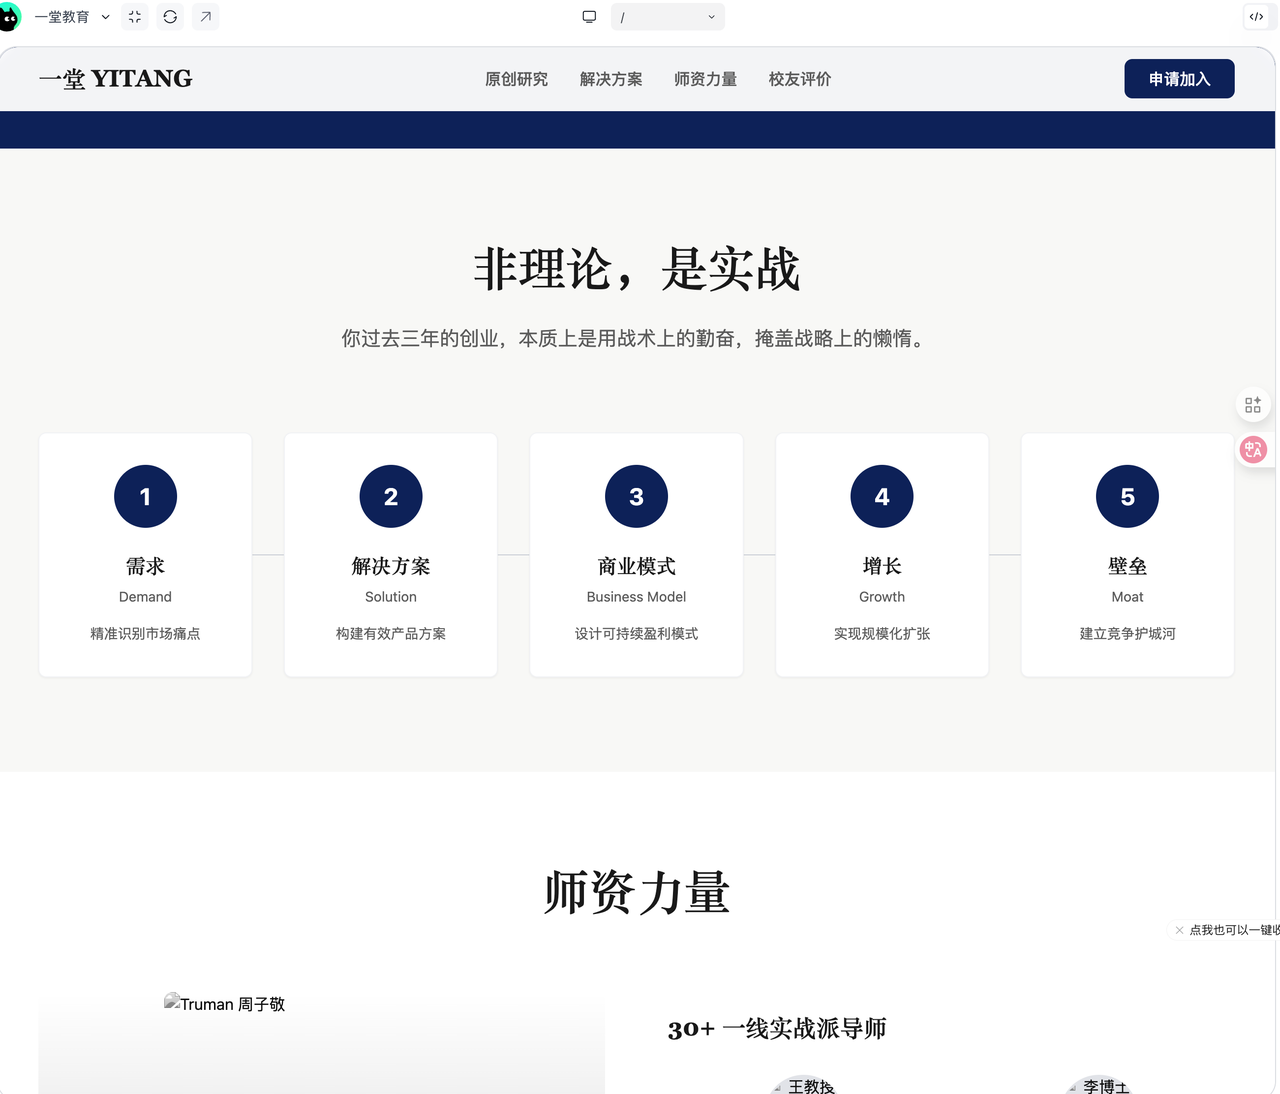 一堂教育
/
一堂 YITANG
原创研究
解决方案
师资力量
校友评价
申请加入
非理论，是实战
你过去三年的创业，本质上是用战术上的勤奋，掩盖战略上的懒惰。
1
需求
Demand
精准识别市场痛点
2
解决方案
Solution
构建有效产品方案
3
商业模式
Business Model
设计可持续盈利模式
4
增长
Growth
实现规模化扩张
5
壁垒
Moat
建立竞争护城河
师资力量
点我也可以一键收
Truman 周子敬
30+ 一线实战派导师
王教授
李博士